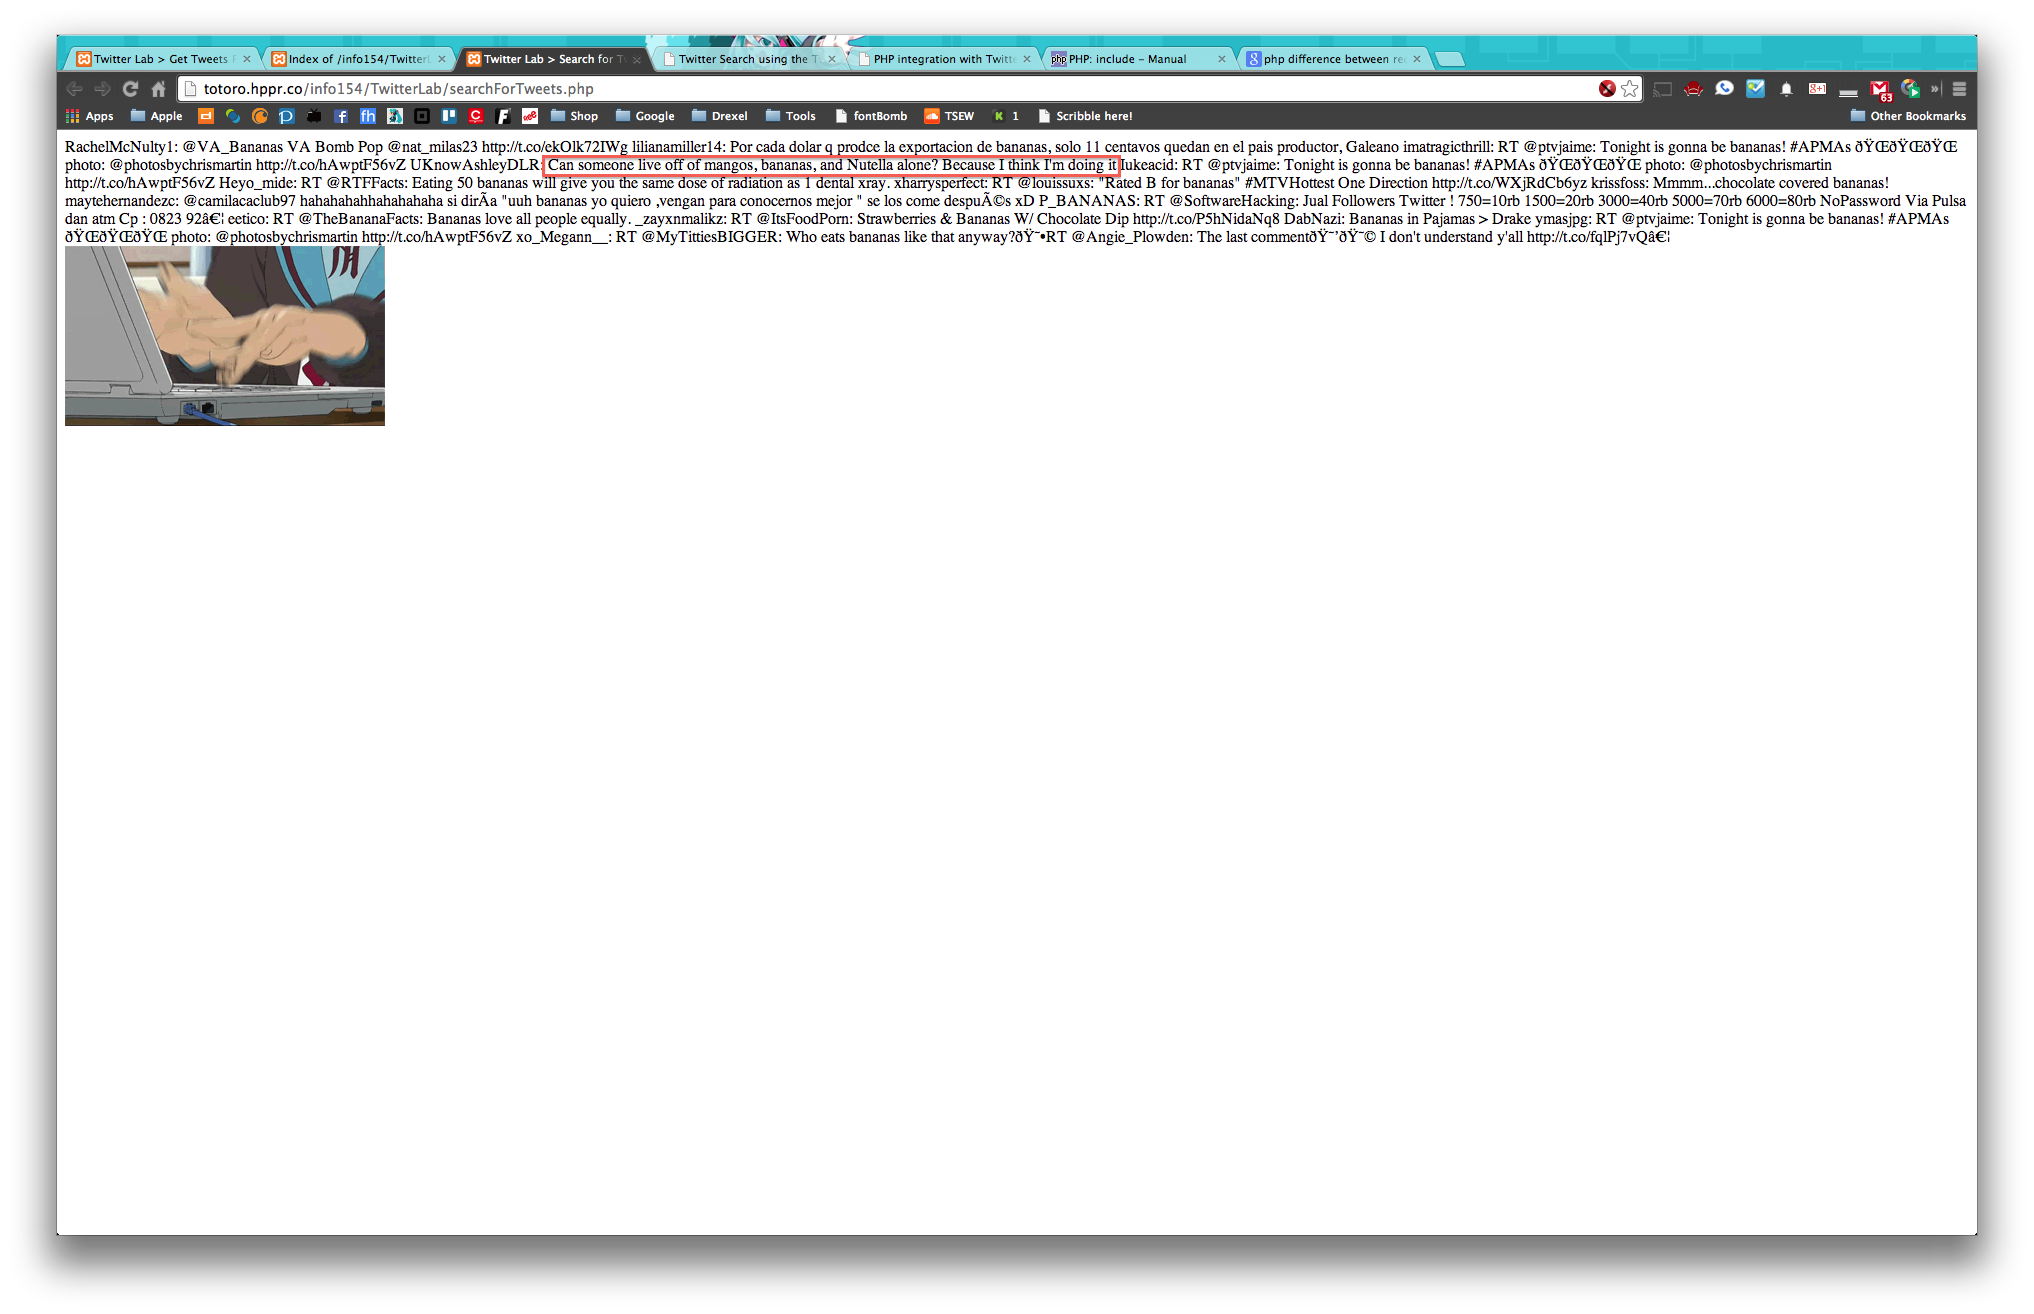 Twitter Lab > Get Tweets F
Index of /info154/Twitter
Twitter Lab > Search for Tw
Twitter Search using the T
PHP integration with Twitte
php PHP: include – Manual
php difference between re
totoro.hppr.co/info154/TwitterLab/searchForTweets.php
63
Apps Apple Shop Google Drexel Tools fontBomb TSEW 1 Scribble here! Other Bookmarks
RachelMcNulty1: @VA_Bananas VA Bomb Pop @nat_milas23 http://t.co/ekOlk72IWg lilianamiller14: Por cada dolar q prodce la exportacion de bananas, solo 11 centavos quedan en el pais productor, Galeano imatragicthrill: RT @ptvjaime: Tonight is gonna be bananas! #APMAs ðŸŒðŸŒðŸŒ
photo: @photosbychrismartin http://t.co/hAwptF56vZ UKnowAshleyDLR: Can someone live off of mangos, bananas, and Nutella alone? Because I think I'm doing it Iukeacid: RT @ptvjaime: Tonight is gonna be bananas! #APMAs ðŸŒðŸŒðŸŒ photo: @photosbychrismartin
http://t.co/hAwptF56vZ Heyo_mide: RT @RTFFacts: Eating 50 bananas will give you the same dose of radiation as 1 dental xray. xharrysperfect: RT @louissuxs: "Rated B for bananas" #MTVHottest One Direction http://t.co/WXjRdCb6yz krissfoss: Mmmm...chocolate covered bananas!
maytehernandezc: @camilacaclub97 hahahahahhahahahaha si dirÃa "uuh bananas yo quiero ,vengan para conocernos mejor " se los come despuÃ©s xD P_BANANAS: RT @SoftwareHacking: Jual Followers Twitter ! 750=10rb 1500=20rb 3000=40rb 5000=70rb 6000=80rb NoPassword Via Pulsa
dan atm Cp : 0823 92â€¦ eetico: RT @TheBananaFacts: Bananas love all people equally. _zayxnmalikz: RT @ItsFoodPorn: Strawberries & Bananas W/ Chocolate Dip http://t.co/P5hNidaNq8 DabNazi: Bananas in Pajamas > Drake ymasjpg: RT @ptvjaime: Tonight is gonna be bananas! #APMAs
ðŸŒðŸŒðŸŒ photo: @photosbychrismartin http://t.co/hAwptF56vZ xo_Megann__: RT @MyTittiesBIGGER: Who eats bananas like that anyway?ðŸ˜•RT @Angie_Plowden: The last commentðŸ˜’ðŸ˜© I don't understand y'all http://t.co/fqlPj7vQâ€¦